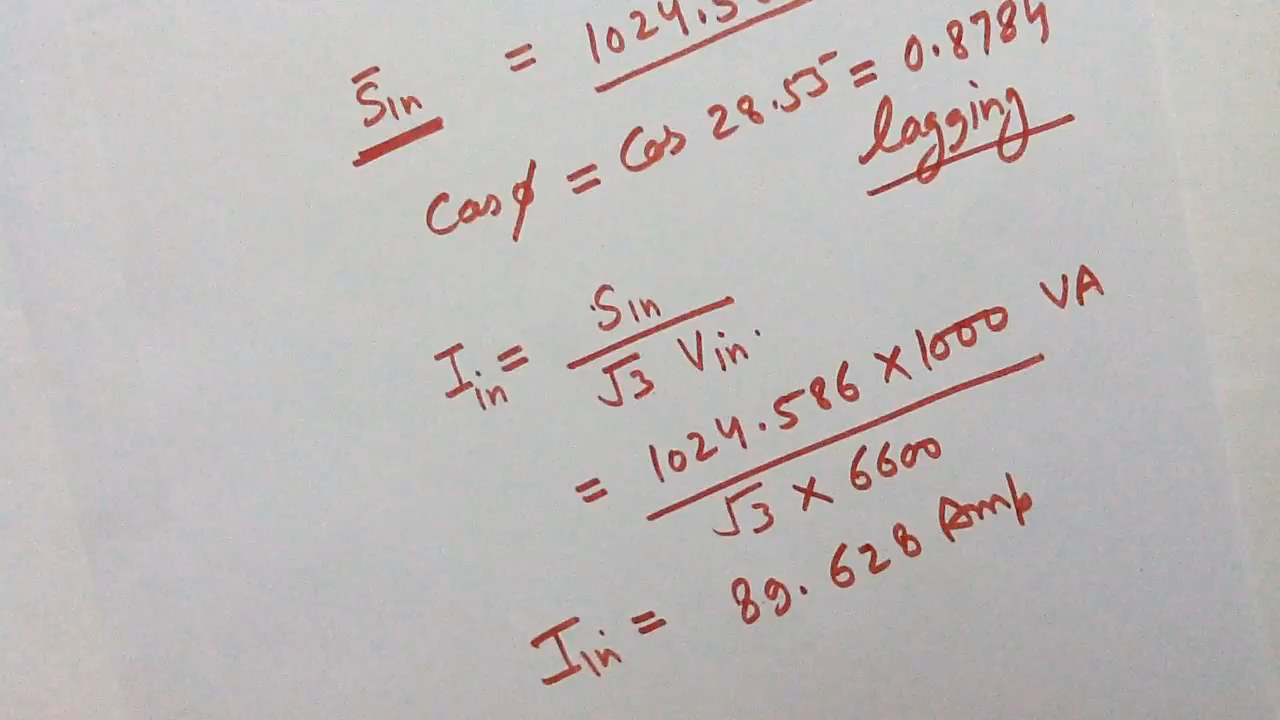 S̅in = 1024.5
cos φ = cos 28.55 = 0.8784
lagging
Iin = Sin / √3 Vin
= 1024.586 × 1000 VA / √3 × 6600
Iin = 89.628 Amp